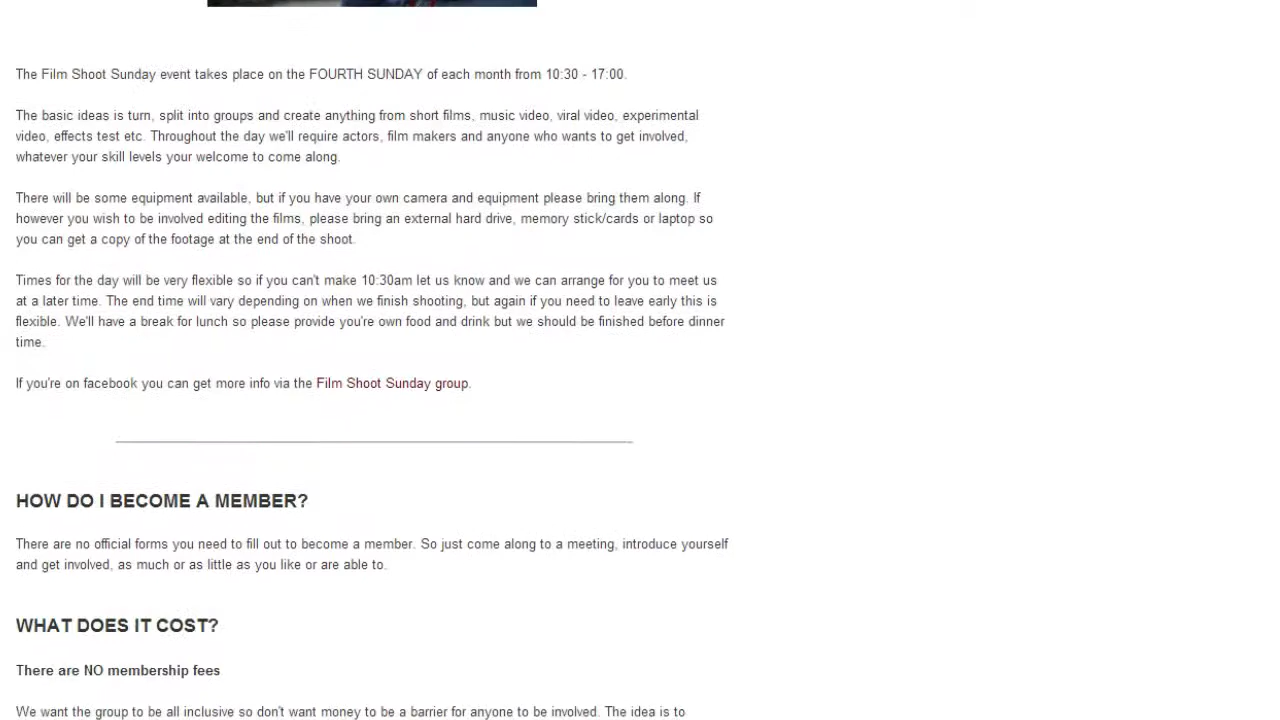 The Film Shoot Sunday event takes place on the FOURTH SUNDAY of each month from 10:30 - 17:00.
The basic ideas is turn, split into groups and create anything from short films, music video, viral video, experimental
video, effects test etc. Throughout the day we'll require actors, film makers and anyone who wants to get involved,
whatever your skill levels your welcome to come along.
There will be some equipment available, but if you have your own camera and equipment please bring them along. If
however you wish to be involved editing the films, please bring an external hard drive, memory stick/cards or laptop so
you can get a copy of the footage at the end of the shoot.
Times for the day will be very flexible so if you can't make 10:30am let us know and we can arrange for you to meet us
at a later time. The end time will vary depending on when we finish shooting, but again if you need to leave early this is
flexible. We'll have a break for lunch so please provide you're own food and drink but we should be finished before dinner
time.
If you're on facebook you can get more info via the Film Shoot Sunday group.
HOW DO I BECOME A MEMBER?
There are no official forms you need to fill out to become a member. So just come along to a meeting, introduce yourself
and get involved, as much or as little as you like or are able to.
WHAT DOES IT COST?
There are NO membership fees
We want the group to be all inclusive so don't want money to be a barrier for anyone to be involved. The idea is to